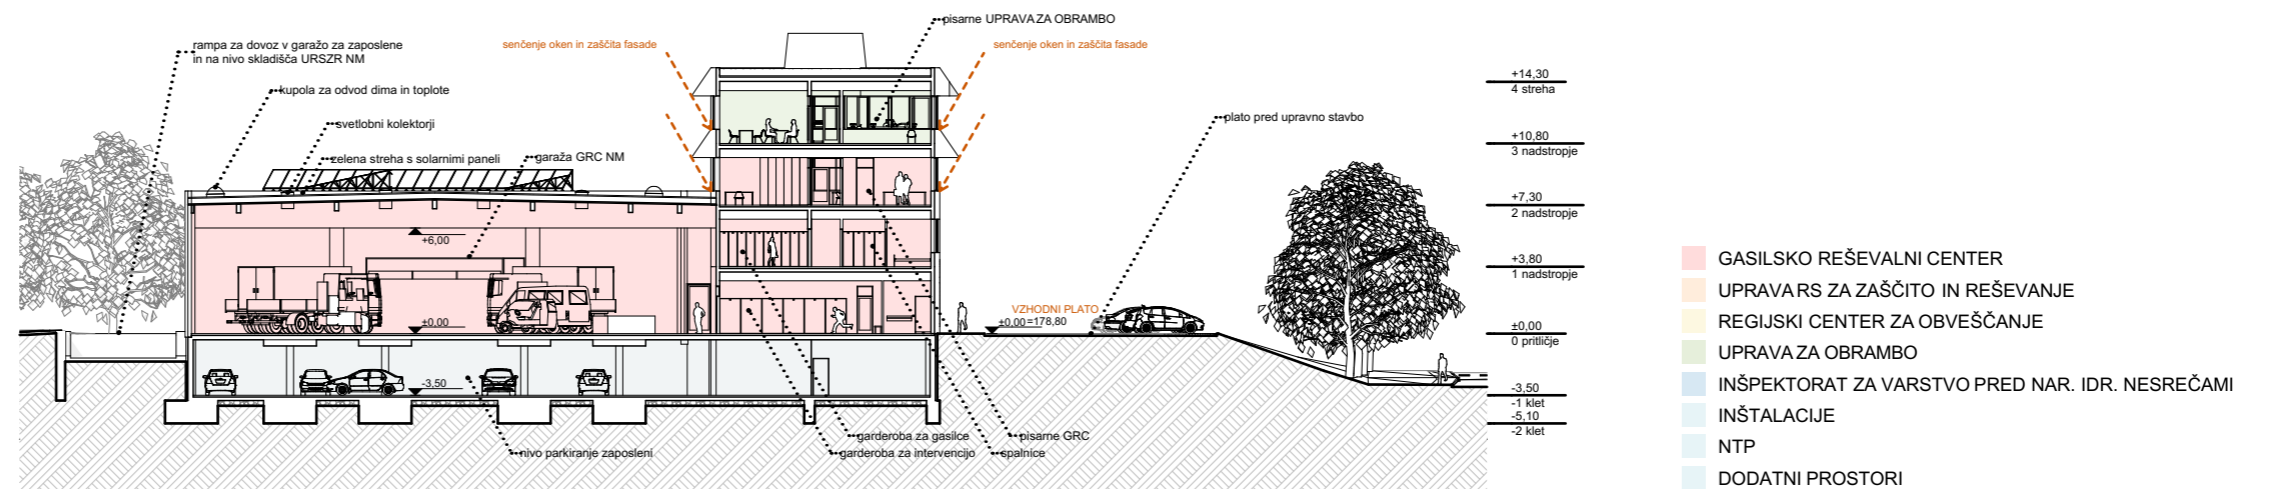 pisarne UPRAVA ZA OBRAMBO
rampa za dovoz v garažo za zaposlene
in na nivo skladišča URSZR NM
senčenje oken in zaščita fasade
senčenje oken in zaščita fasade
kupola za odvod dima in toplote
svetlobni kolektorji
zelena streha s solarnimi paneli
garaža GRC NM
plato pred upravno stavbo
+14,30
4 streha
+10,80
3 nadstropje
+7,30
2 nadstropje
+3,80
1 nadstropje
±0,00
0 pritličje
-3,50
-1 klet
-5,10
-2 klet
+6,00
±0,00
-3,50
VZHODNI PLATO
±0,00=178,80
garderoba za gasilce
pisarne GRC
nivo parkiranje zaposleni
garderoba za intervencijo
spalnice
GASILSKO REŠEVALNI CENTER
UPRAVA RS ZA ZAŠČITO IN REŠEVANJE
REGIJSKI CENTER ZA OBVEŠČANJE
UPRAVA ZA OBRAMBO
INŠPEKTORAT ZA VARSTVO PRED NAR. IDR. NESREČAMI
INŠTALACIJE
NTP
DODATNI PROSTORI